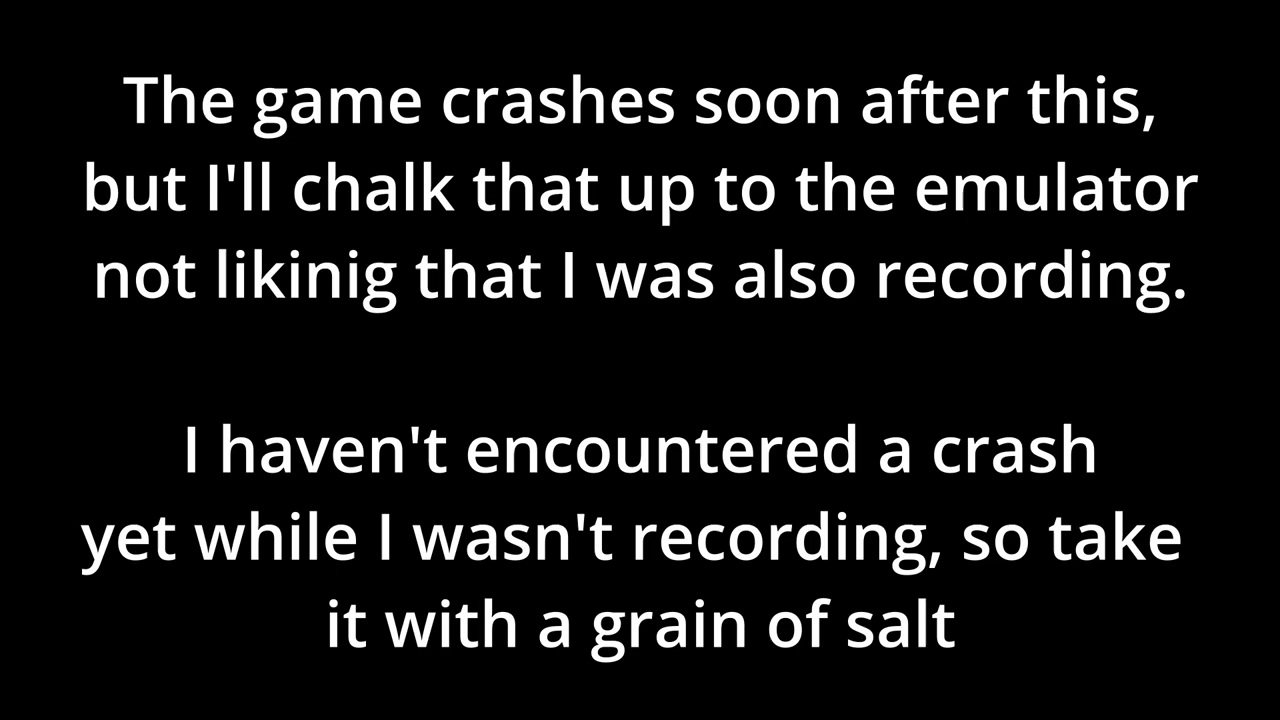 The game crashes soon after this,
but I'll chalk that up to the emulator
not likinig that I was also recording.
I haven't encountered a crash
yet while I wasn't recording, so take
it with a grain of salt